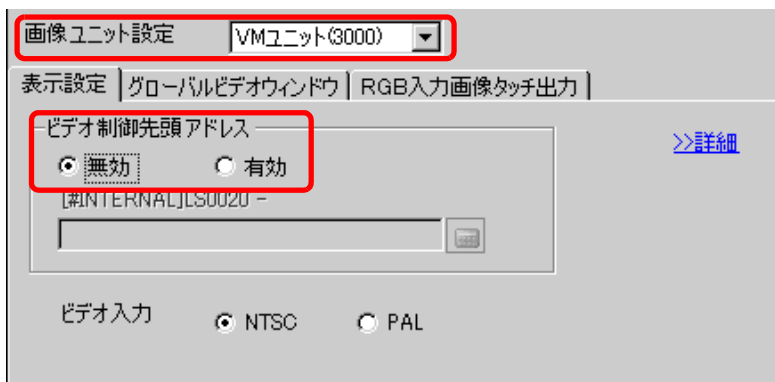 画像ユニット設定 VMユニット(3000)
表示設定 グローバルビデオウィンドウ RGB入力画像タッチ出力
ビデオ制御先頭アドレス
>>詳細
無効 有効
[#INTERNAL]LS0020 -
ビデオ入力 NTSC PAL